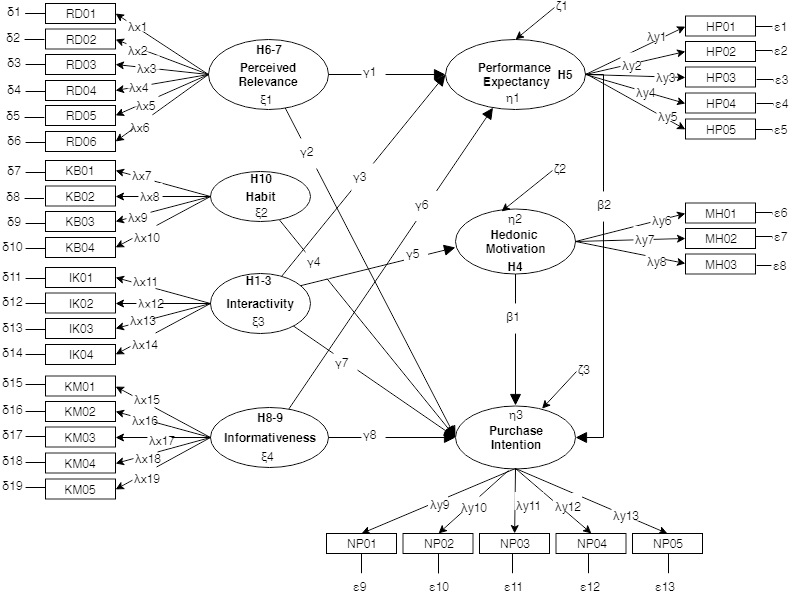 δ1 RD01 λx1
δ2 RD02 λx2
δ3 RD03 λx3
δ4 RD04 λx4
δ5 RD05 λx5
δ6 RD06 λx6
H6-7
Perceived
Relevance
ξ1
δ7 KB01 λx7
δ8 KB02 λx8
δ9 KB03 λx9
δ10 KB04 λx10
H10
Habit
ξ2
δ11 IK01 λx11
δ12 IK02 λx12
δ13 IK03 λx13
δ14 IK04 λx14
H1-3
Interactivity
ξ3
δ15 KM01 λx15
δ16 KM02 λx16
δ17 KM03 λx17
δ18 KM04 λx18
δ19 KM05 λx19
H8-9
Informativeness
ξ4
γ1
γ2
γ3
γ6
γ4
γ5
γ7
γ8
ζ1
Performance
Expectancy H5
η1
λy1 HP01 ε1
λy2 HP02 ε2
λy3 HP03 ε3
λy4 HP04 ε4
λy5 HP05 ε5
ζ2
β2
η2
Hedonic
Motivation
H4
λy6 MH01 ε6
λy7 MH02 ε7
λy8 MH03 ε8
β1
ζ3
η3
Purchase
Intention
λy9 λy10 λy11 λy12 λy13
NP01 NP02 NP03 NP04 NP05
ε9 ε10 ε11 ε12 ε13